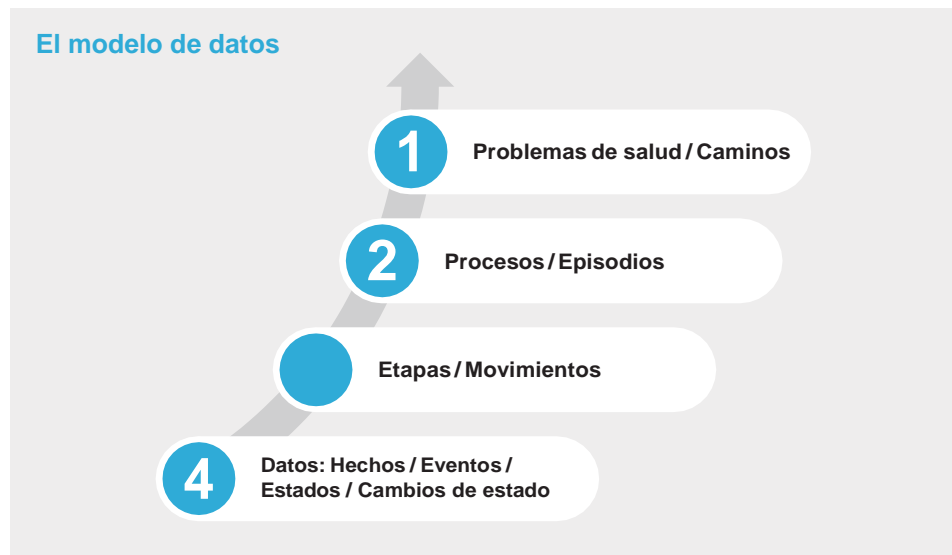 El modelo de datos
1
Problemas de salud / Caminos
2
Procesos / Episodios
Etapas / Movimientos
4
Datos: Hechos / Eventos /
Estados / Cambios de estado